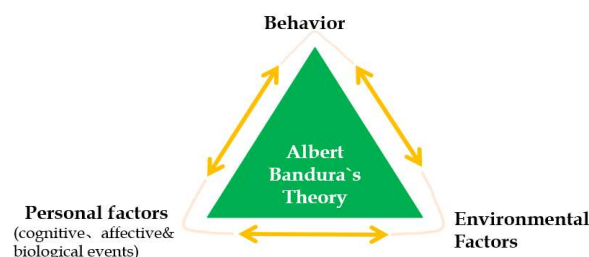 Behavior
Albert
Bandura`s
Theory
Personal factors
(cognitive、affective&
biological events)
Environmental
Factors